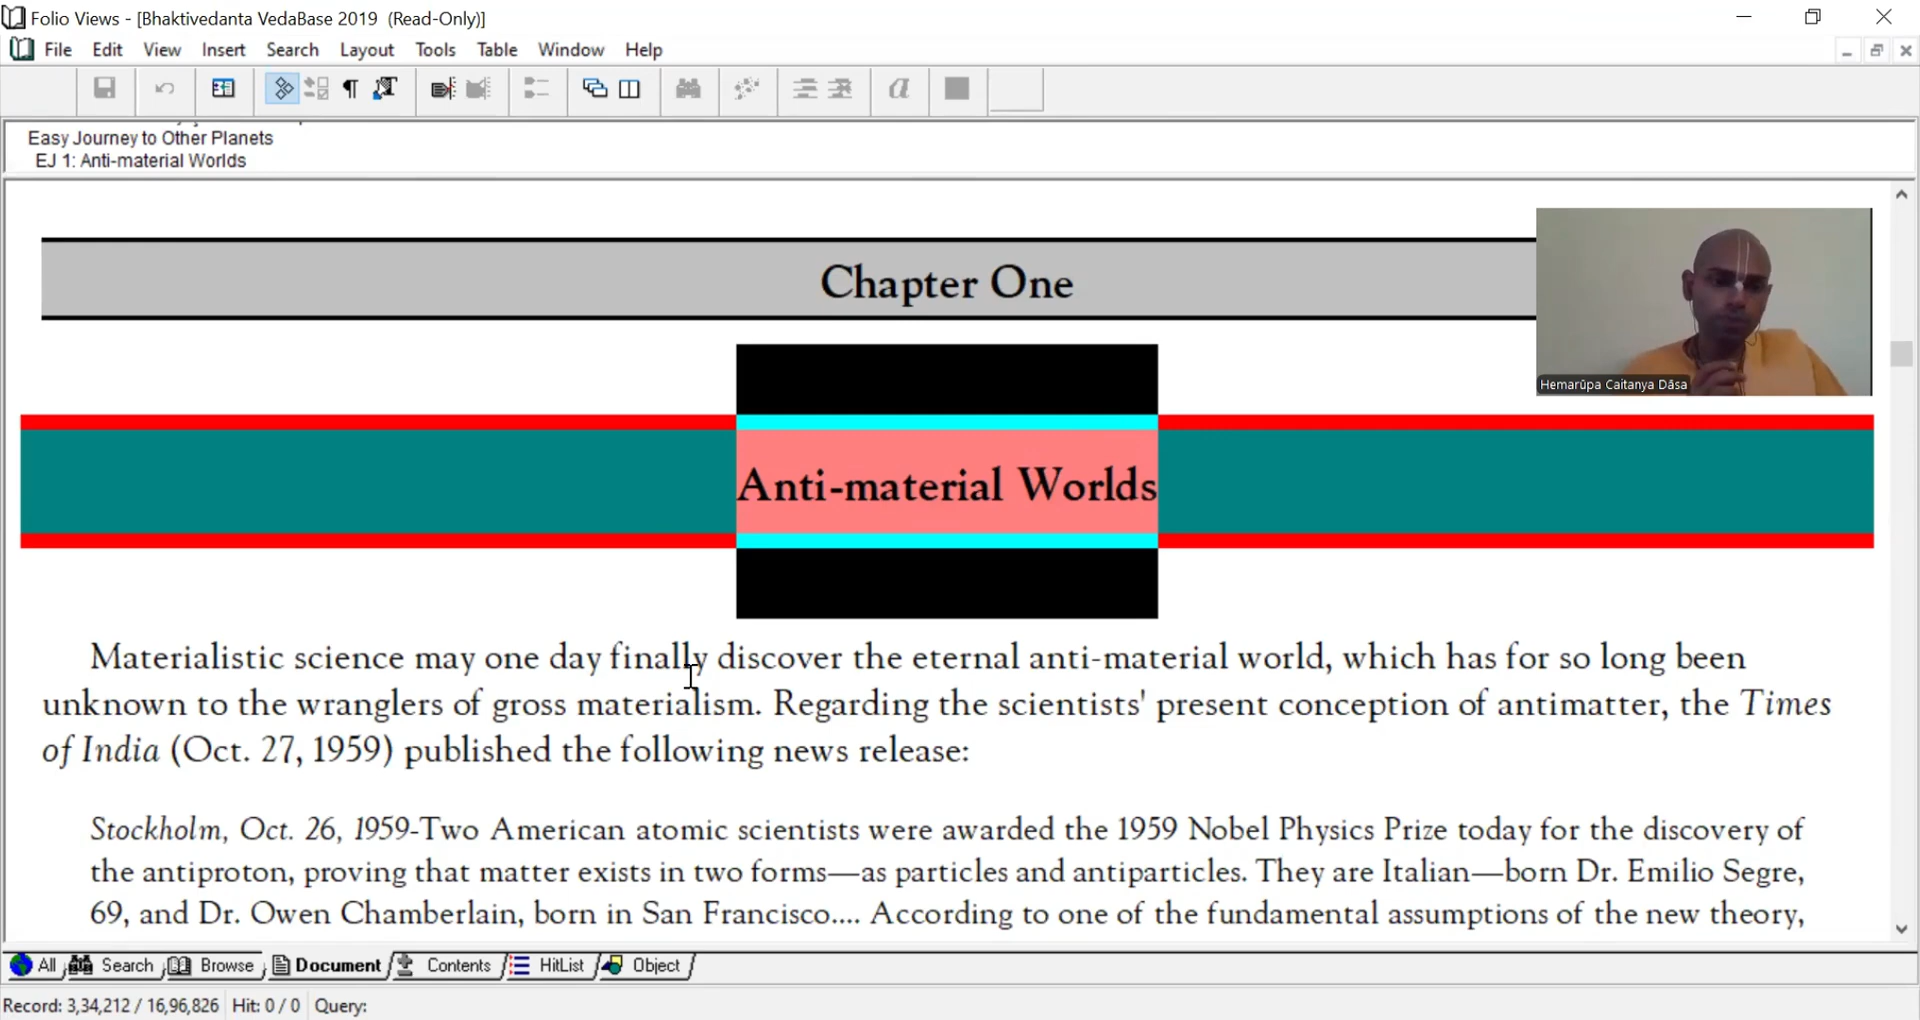 Folio Views - [Bhaktivedanta VedaBase 2019 (Read-Only)]
File Edit View Insert Search Layout Tools Table Window Help
Easy Journey to Other Planets
EJ 1: Anti-material Worlds
Chapter One
Hemarūpa Caitanya Dāsa
Anti-material Worlds
Materialistic science may one day finally discover the eternal anti-material world, which has for so long been
unknown to the wranglers of gross materialism. Regarding the scientists' present conception of antimatter, the Times
of India (Oct. 27, 1959) published the following news release:
Stockholm, Oct. 26, 1959-Two American atomic scientists were awarded the 1959 Nobel Physics Prize today for the discovery of
the antiproton, proving that matter exists in two forms—as particles and antiparticles. They are Italian—born Dr. Emilio Segre,
69, and Dr. Owen Chamberlain, born in San Francisco.... According to one of the fundamental assumptions of the new theory,
All Search Browse Document Contents HitList Object
Record: 3,34,212 / 16,96,826 Hit: 0 / 0 Query: